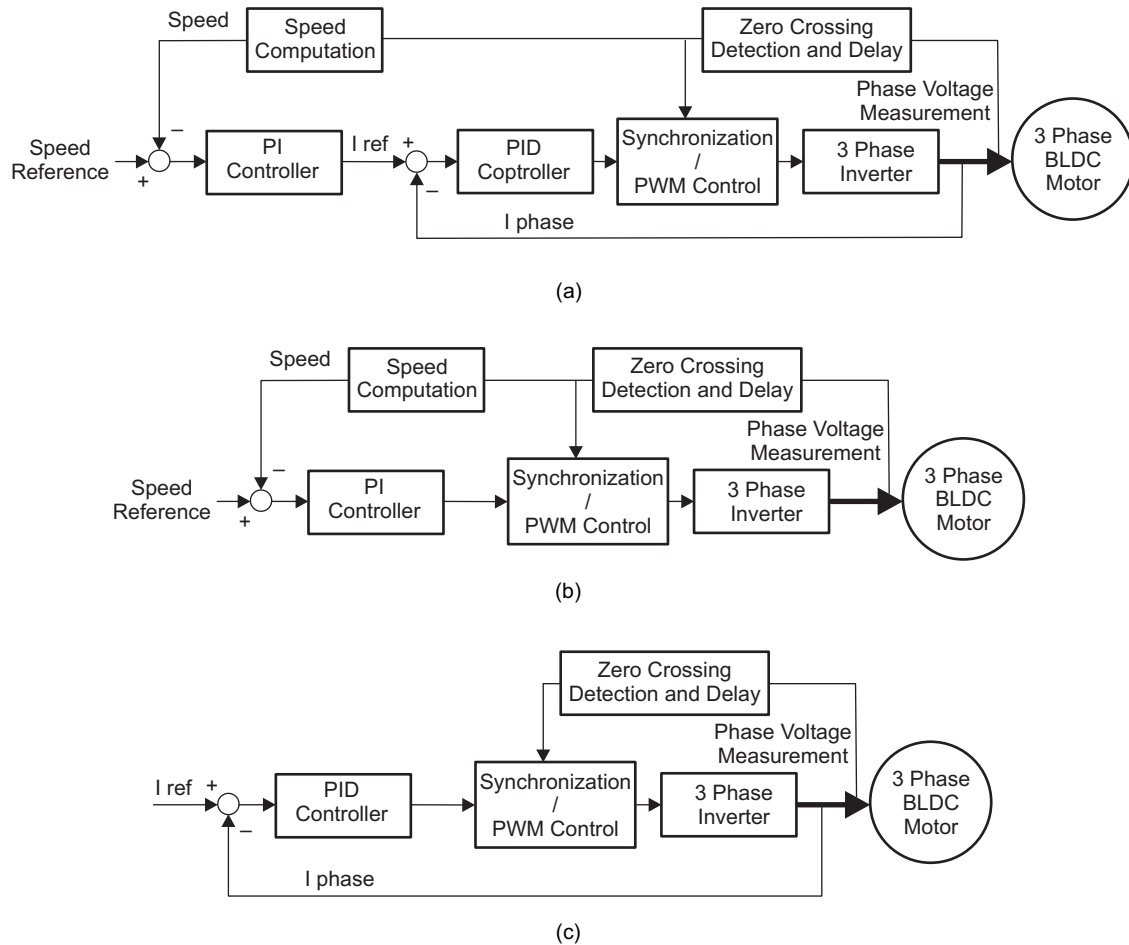 Speed
Speed
Computation
Zero Crossing
Detection and Delay
Phase Voltage
Measurement
Speed
Reference
–
+
PI
Controller
I ref
+
–
PID
Coptroller
Synchronization
/
PWM Control
3 Phase
Inverter
3 Phase
BLDC
Motor
I phase
(a)
Speed
Speed
Computation
Zero Crossing
Detection and Delay
Phase Voltage
Measurement
Speed
Reference
–
+
PI
Controller
Synchronization
/
PWM Control
3 Phase
Inverter
3 Phase
BLDC
Motor
(b)
Zero Crossing
Detection and Delay
Phase Voltage
Measurement
I ref
+
–
PID
Controller
Synchronization
/
PWM Control
3 Phase
Inverter
3 Phase
BLDC
Motor
I phase
(c)